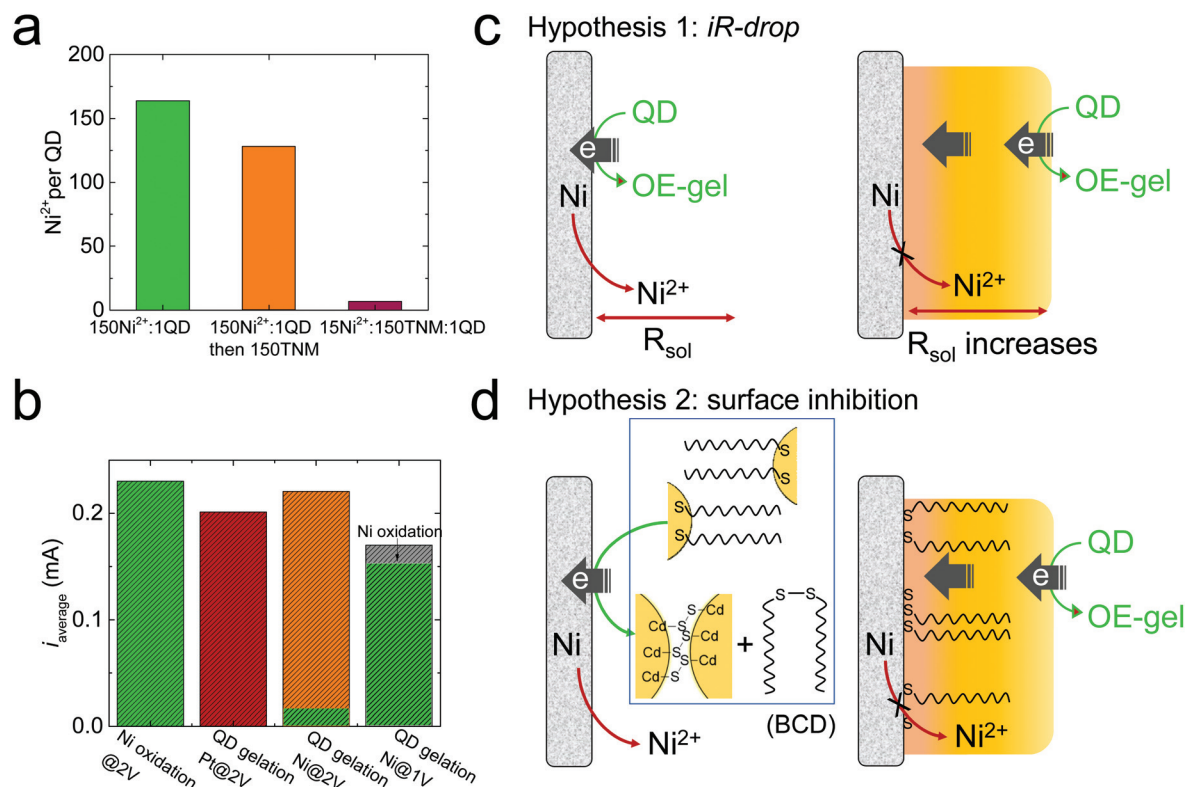 a
Ni²⁺per QD
200
150
100
50
0
150Ni²⁺:1QD
150Ni²⁺:1QD
then 150TNM
15Ni²⁺:150TNM:1QD
b
i average (mA)
0.2
0.1
0.0
Ni oxidation
Ni oxidation
@2V
QD gelation
Pt@2V
QD gelation
Ni@2V
QD gelation
Ni@1V
c
Hypothesis 1: iR-drop
QD
e
OE-gel
Ni
Ni²⁺
Rsol
QD
e
OE-gel
Ni
X
Ni²⁺
Rsol increases
d
Hypothesis 2: surface inhibition
S
S
S
S
e
Ni
Cd
S
S
Cd
S
Cd
Cd
S
S
Cd
S
Cd
+
S
S
(BCD)
Ni²⁺
S
S
S
S
S
S
S
QD
e
OE-gel
Ni
X
Ni²⁺